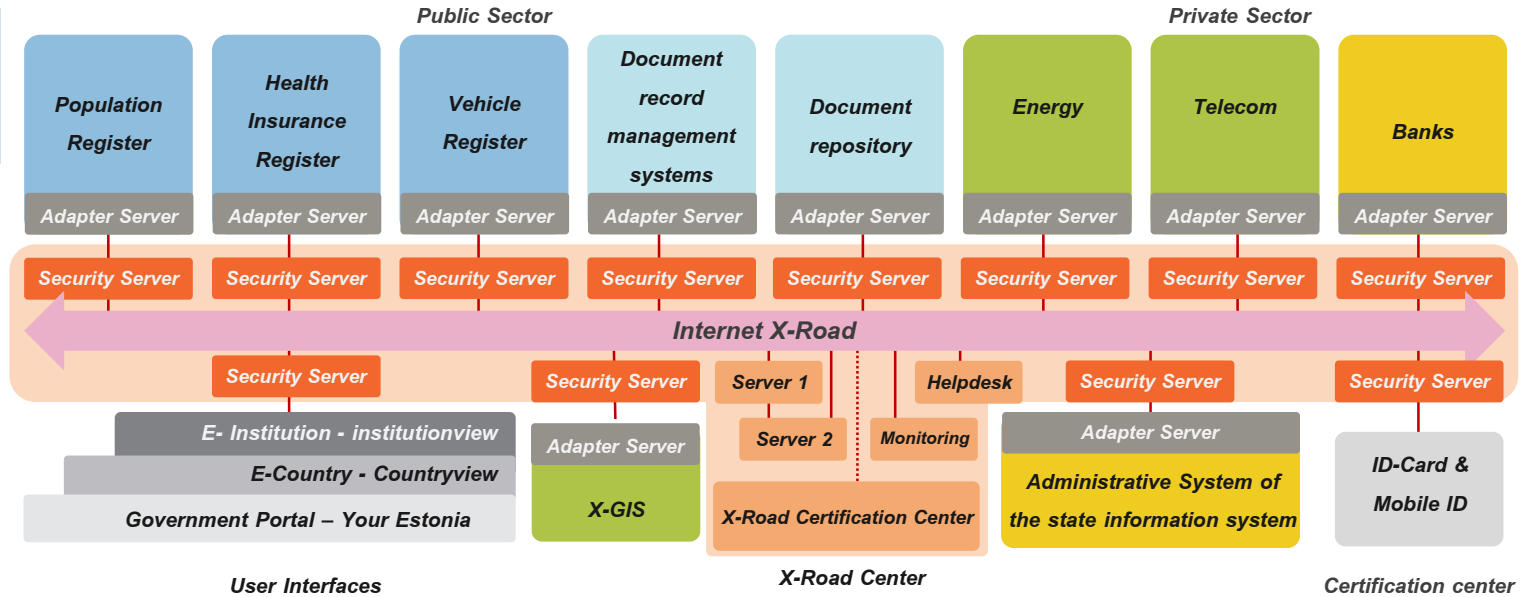 Public Sector
Private Sector
Population
Register
Health
Insurance
Register
Vehicle
Register
Document
record
management
systems
Document
repository
Energy
Telecom
Banks
Adapter Server
Adapter Server
Adapter Server
Adapter Server
Adapter Server
Adapter Server
Adapter Server
Adapter Server
Security Server
Security Server
Security Server
Security Server
Security Server
Security Server
Security Server
Security Server
Internet X-Road
Security Server
Security Server
Server 1
Helpdesk
Security Server
Security Server
E- Institution - institutionview
E-Country - Countryview
Government Portal – Your Estonia
Adapter Server
X-GIS
Server 2
Monitoring
X-Road Certification Center
Adapter Server
Administrative System of
the state information system
ID-Card &
Mobile ID
User Interfaces
X-Road Center
Certification center